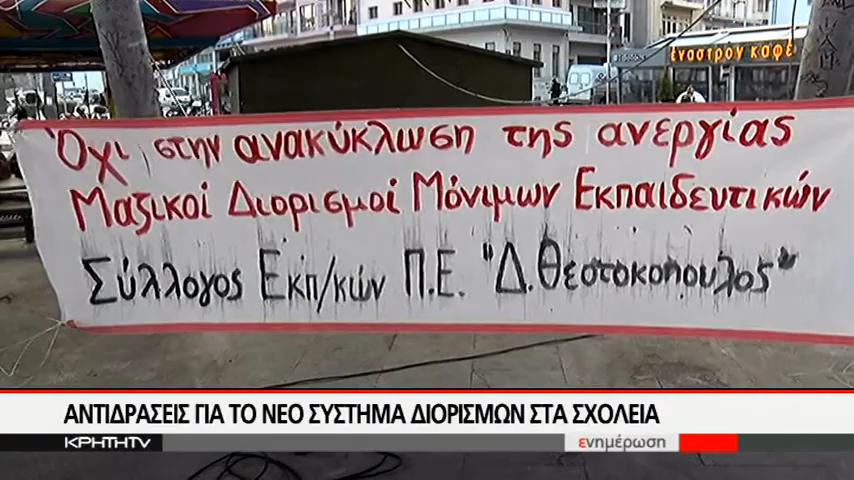 έναστρον καφέ
Όχι στην ανακύκλωση της ανεργίας
Μαζικοί Διορισμοί Μόνιμων Εκπαιδευτικών
Σύλλογος Εκπ/κών Π.Ε. "Δ.Θεοτοκόπουλος"
ΑΝΤΙΔΡΑΣΕΙΣ ΓΙΑ ΤΟ ΝΕΟ ΣΥΣΤΗΜΑ ΔΙΟΡΙΣΜΩΝ ΣΤΑ ΣΧΟΛΕΙΑ
ΚΡΗΤΗTV
ενημέρωση